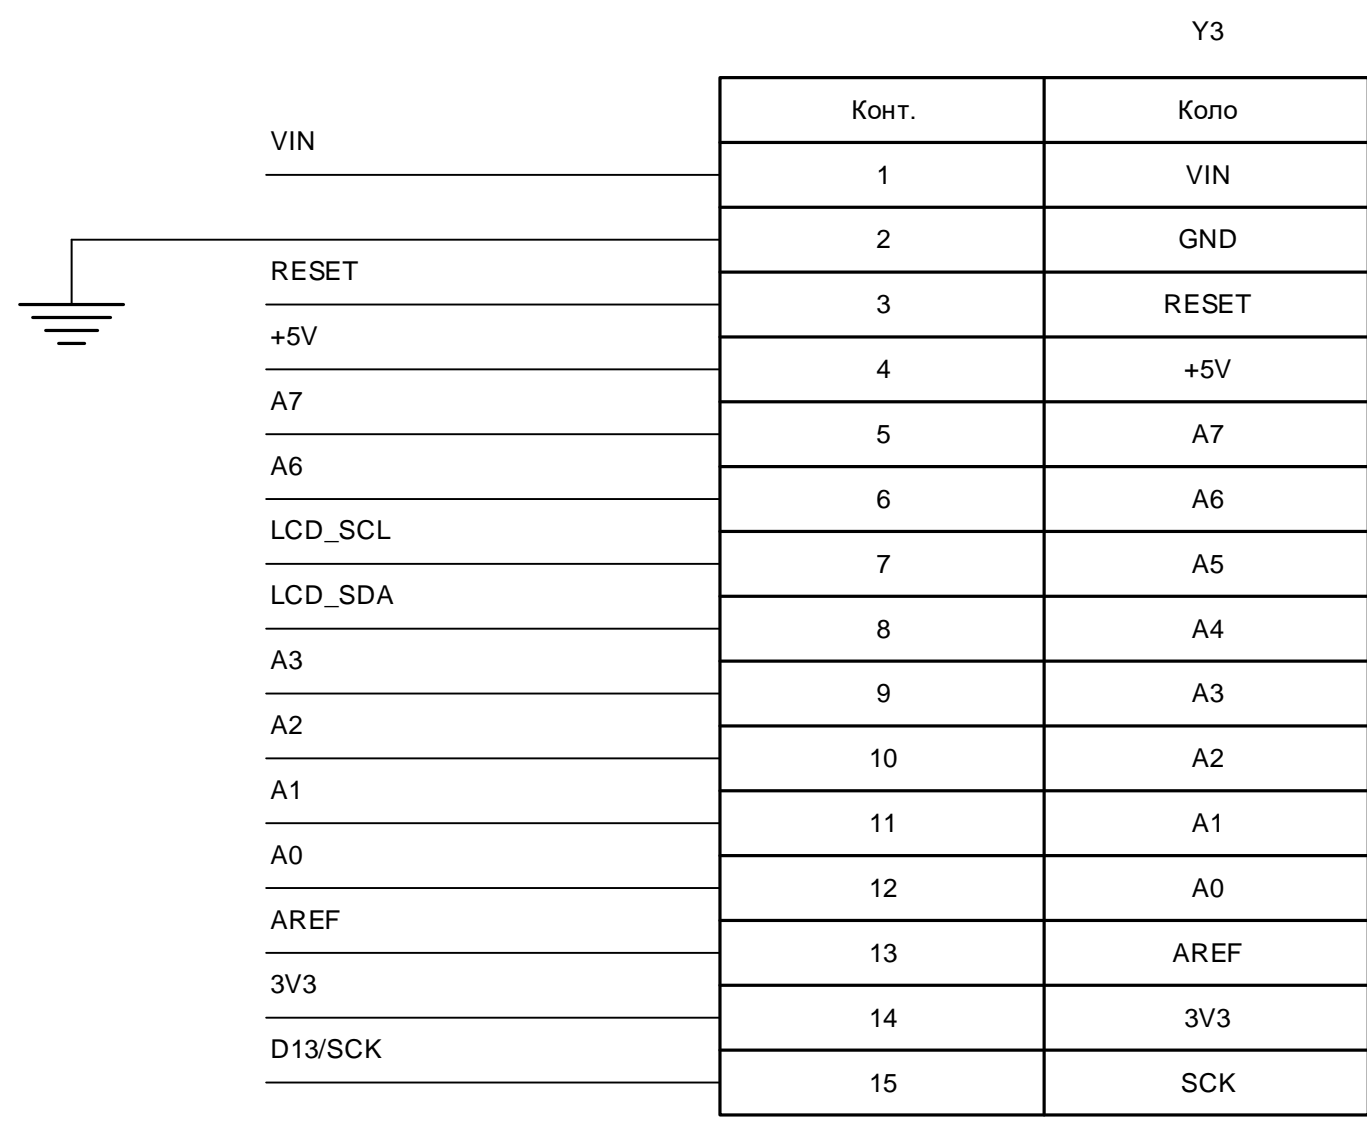 Y3
Конт. Коло
VIN
1 VIN
2 GND
RESET
3 RESET
+5V
4 +5V
A7
5 A7
A6
6 A6
LCD_SCL
7 A5
LCD_SDA
8 A4
A3
9 A3
A2
10 A2
A1
11 A1
A0
12 A0
AREF
13 AREF
3V3
14 3V3
D13/SCK
15 SCK